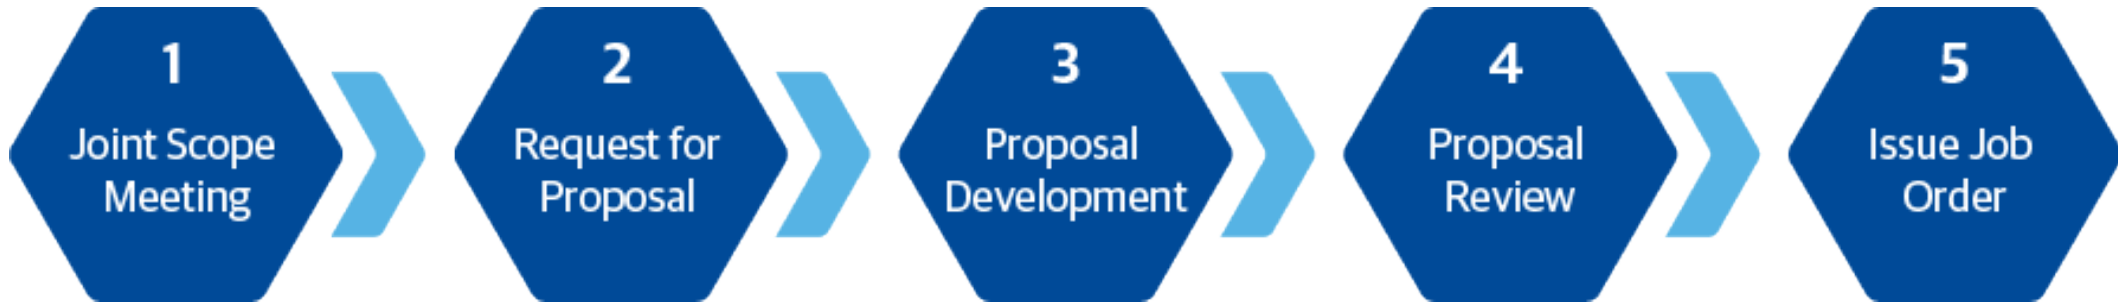 1
Joint Scope
Meeting
2
Request for
Proposal
3
Proposal
Development
4
Proposal
Review
5
Issue Job
Order